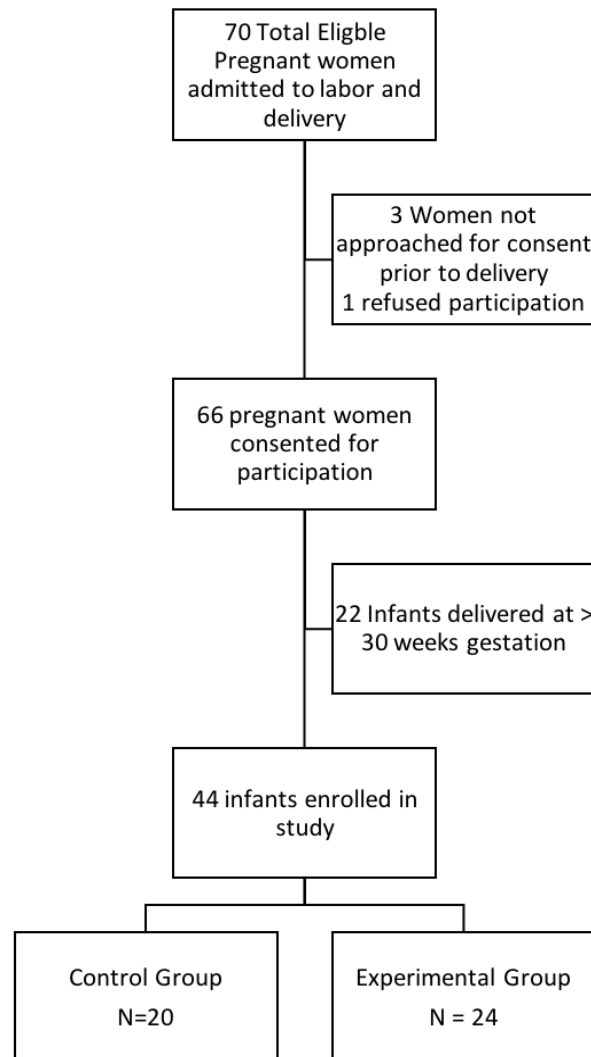 70 Total Eligble
Pregnant women
admitted to labor and
delivery
3 Women not
approached for consent
prior to delivery
1 refused participation
66 pregnant women
consented for
participation
22 Infants delivered at >
30 weeks gestation
44 infants enrolled in
study
Control Group
N=20
Experimental Group
N = 24